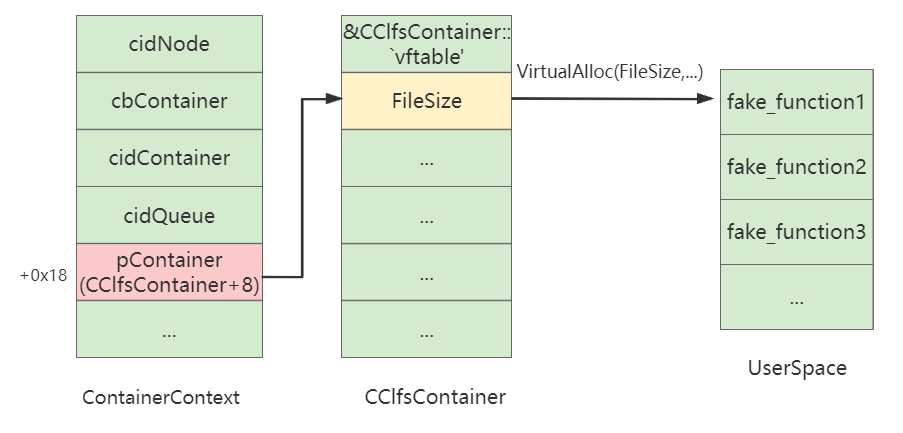 cidNode
cbContainer
cidContainer
cidQueue
+0x18
pContainer
(CClfsContainer+8)
...
ContainerContext
&CClfsContainer::
`vftable'
FileSize
...
...
...
...
CClfsContainer
VirtualAlloc(FileSize,...)
fake_function1
fake_function2
fake_function3
...
UserSpace